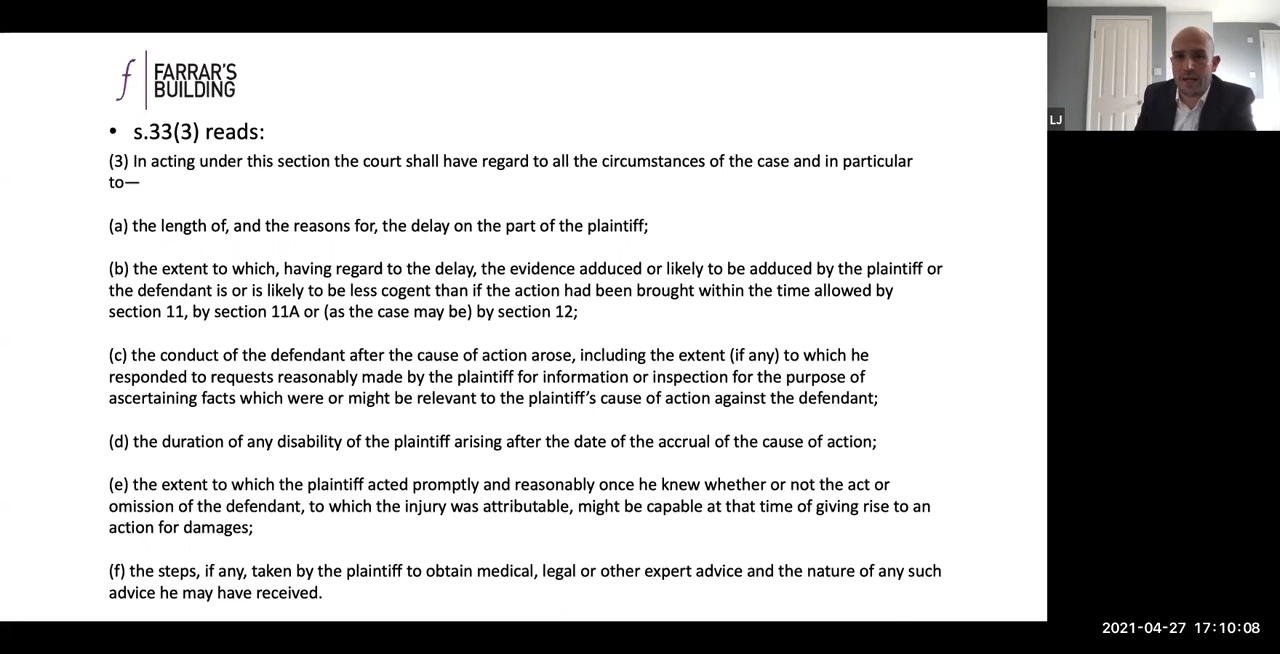 f FARRAR'S
BUILDING
• s.33(3) reads:
(3) In acting under this section the court shall have regard to all the circumstances of the case and in particular
to—
(a) the length of, and the reasons for, the delay on the part of the plaintiff;
(b) the extent to which, having regard to the delay, the evidence adduced or likely to be adduced by the plaintiff or
the defendant is or is likely to be less cogent than if the action had been brought within the time allowed by
section 11, by section 11A or (as the case may be) by section 12;
(c) the conduct of the defendant after the cause of action arose, including the extent (if any) to which he
responded to requests reasonably made by the plaintiff for information or inspection for the purpose of
ascertaining facts which were or might be relevant to the plaintiff's cause of action against the defendant;
(d) the duration of any disability of the plaintiff arising after the date of the accrual of the cause of action;
(e) the extent to which the plaintiff acted promptly and reasonably once he knew whether or not the act or
omission of the defendant, to which the injury was attributable, might be capable at that time of giving rise to an
action for damages;
(f) the steps, if any, taken by the plaintiff to obtain medical, legal or other expert advice and the nature of any such
advice he may have received.
LJ
2021-04-27 17:10:08